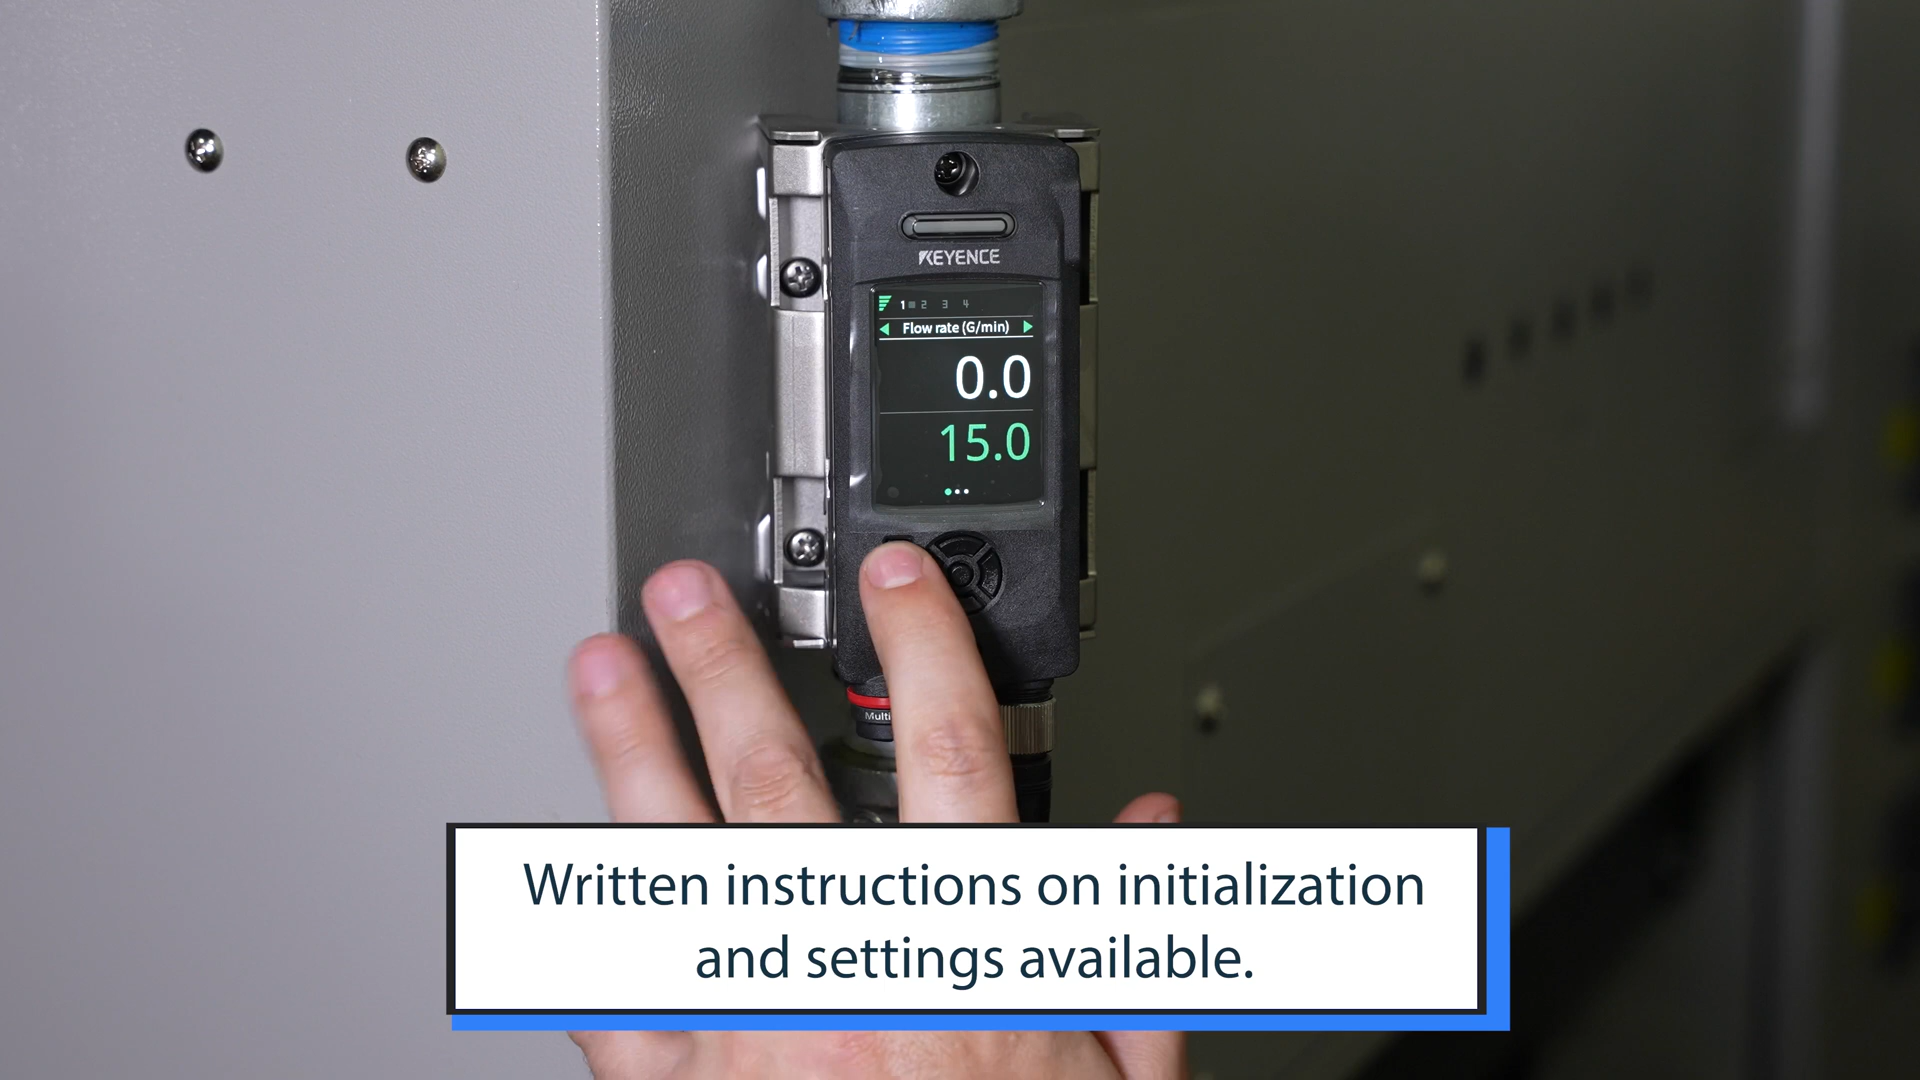 KEYENCE
1 2 3 4
Flow rate (G/min)
0.0
15.0
Multi
Written instructions on initialization
and settings available.